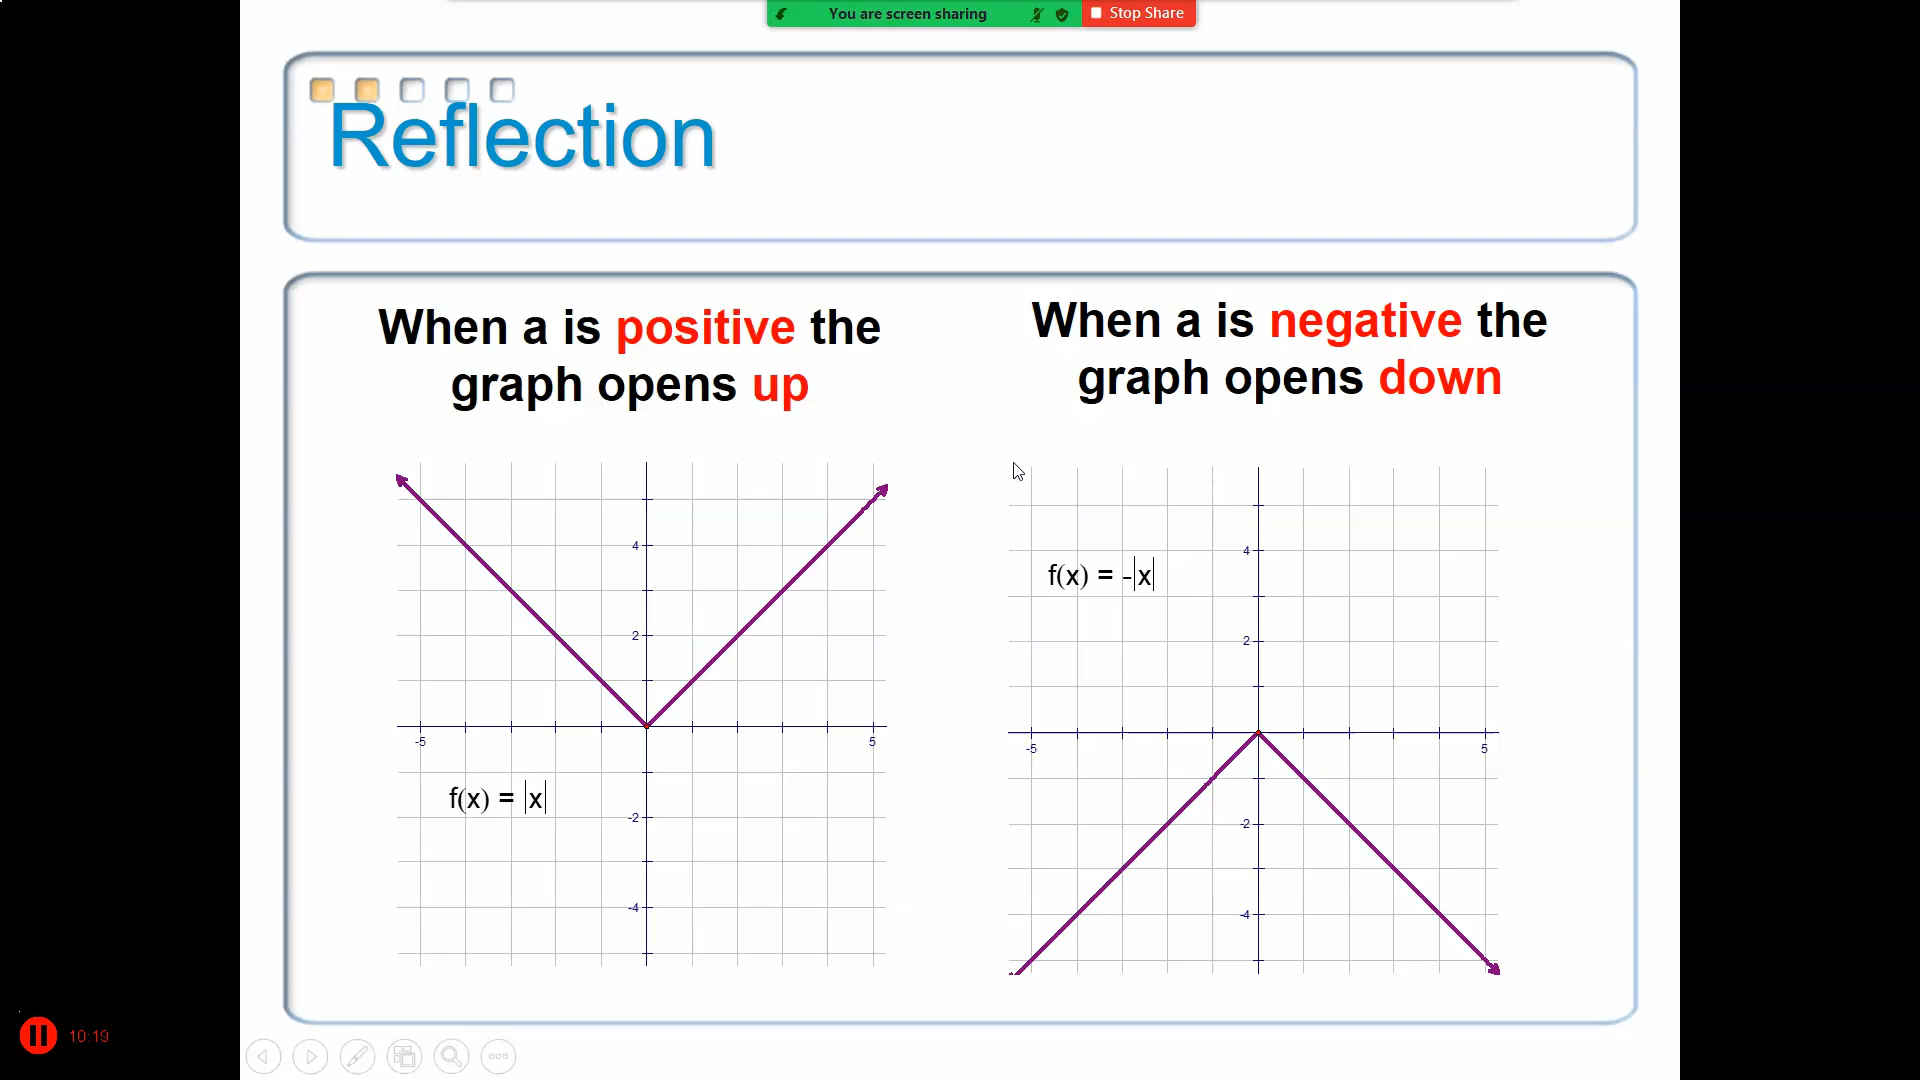 You are screen sharing
Stop Share
Reflection
When a is positive the
graph opens up
When a is negative the
graph opens down
4
2
-5
5
-2
-4
f(x) = |x|
4
f(x) = -|x|
2
-5
5
-2
-4
10:19